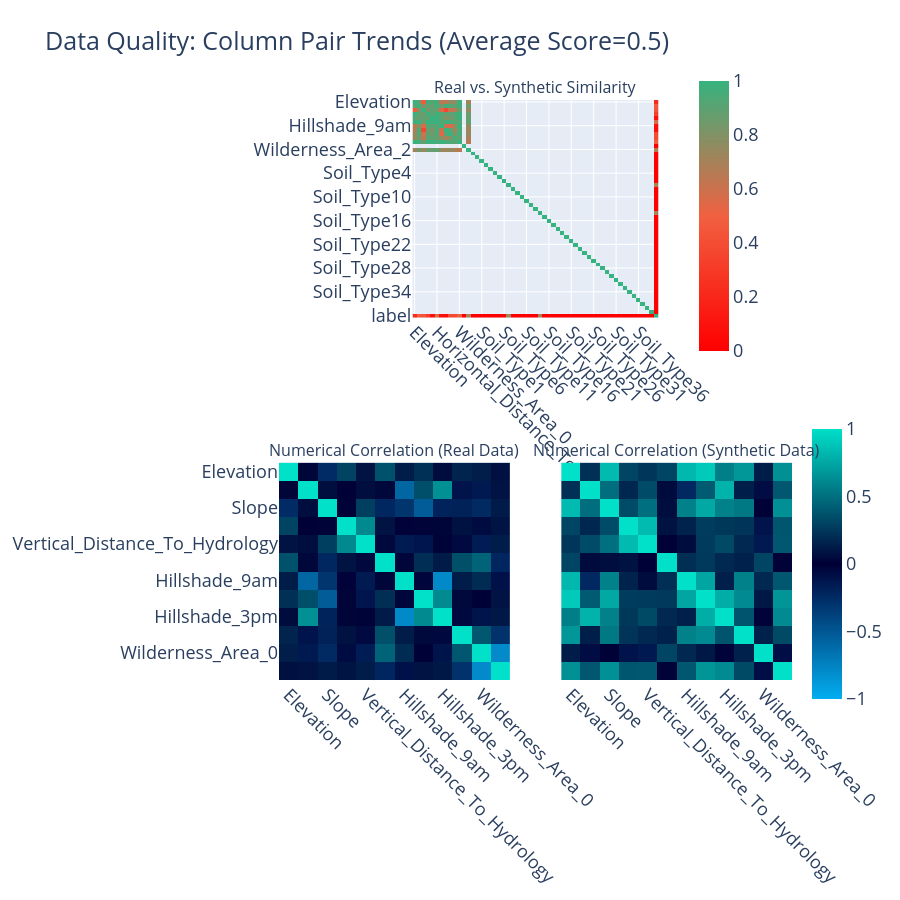 Data Quality: Column Pair Trends (Average Score=0.5)
Real vs. Synthetic Similarity
Elevation
Hillshade_9am
Wilderness_Area_2
Soil_Type4
Soil_Type10
Soil_Type16
Soil_Type22
Soil_Type28
Soil_Type34
label
Elevation
Horizontal_Distance_To
Wilderness_Area_0
Soil_Type1
Soil_Type6
Soil_Type11
Soil_Type16
Soil_Type21
Soil_Type26
Soil_Type31
Soil_Type36
1
0.8
0.6
0.4
0.2
0
Numerical Correlation (Real Data)
Elevation
Slope
Vertical_Distance_To_Hydrology
Hillshade_9am
Hillshade_3pm
Wilderness_Area_0
Elevation
Slope
Vertical_Distance_To_Hydrology
Hillshade_9am
Hillshade_3pm
Wilderness_Area_0
Numerical Correlation (Synthetic Data)
Elevation
Slope
Vertical_Distance_To_Hydrology
Hillshade_9am
Hillshade_3pm
Wilderness_Area_0
1
0.5
0
−0.5
−1